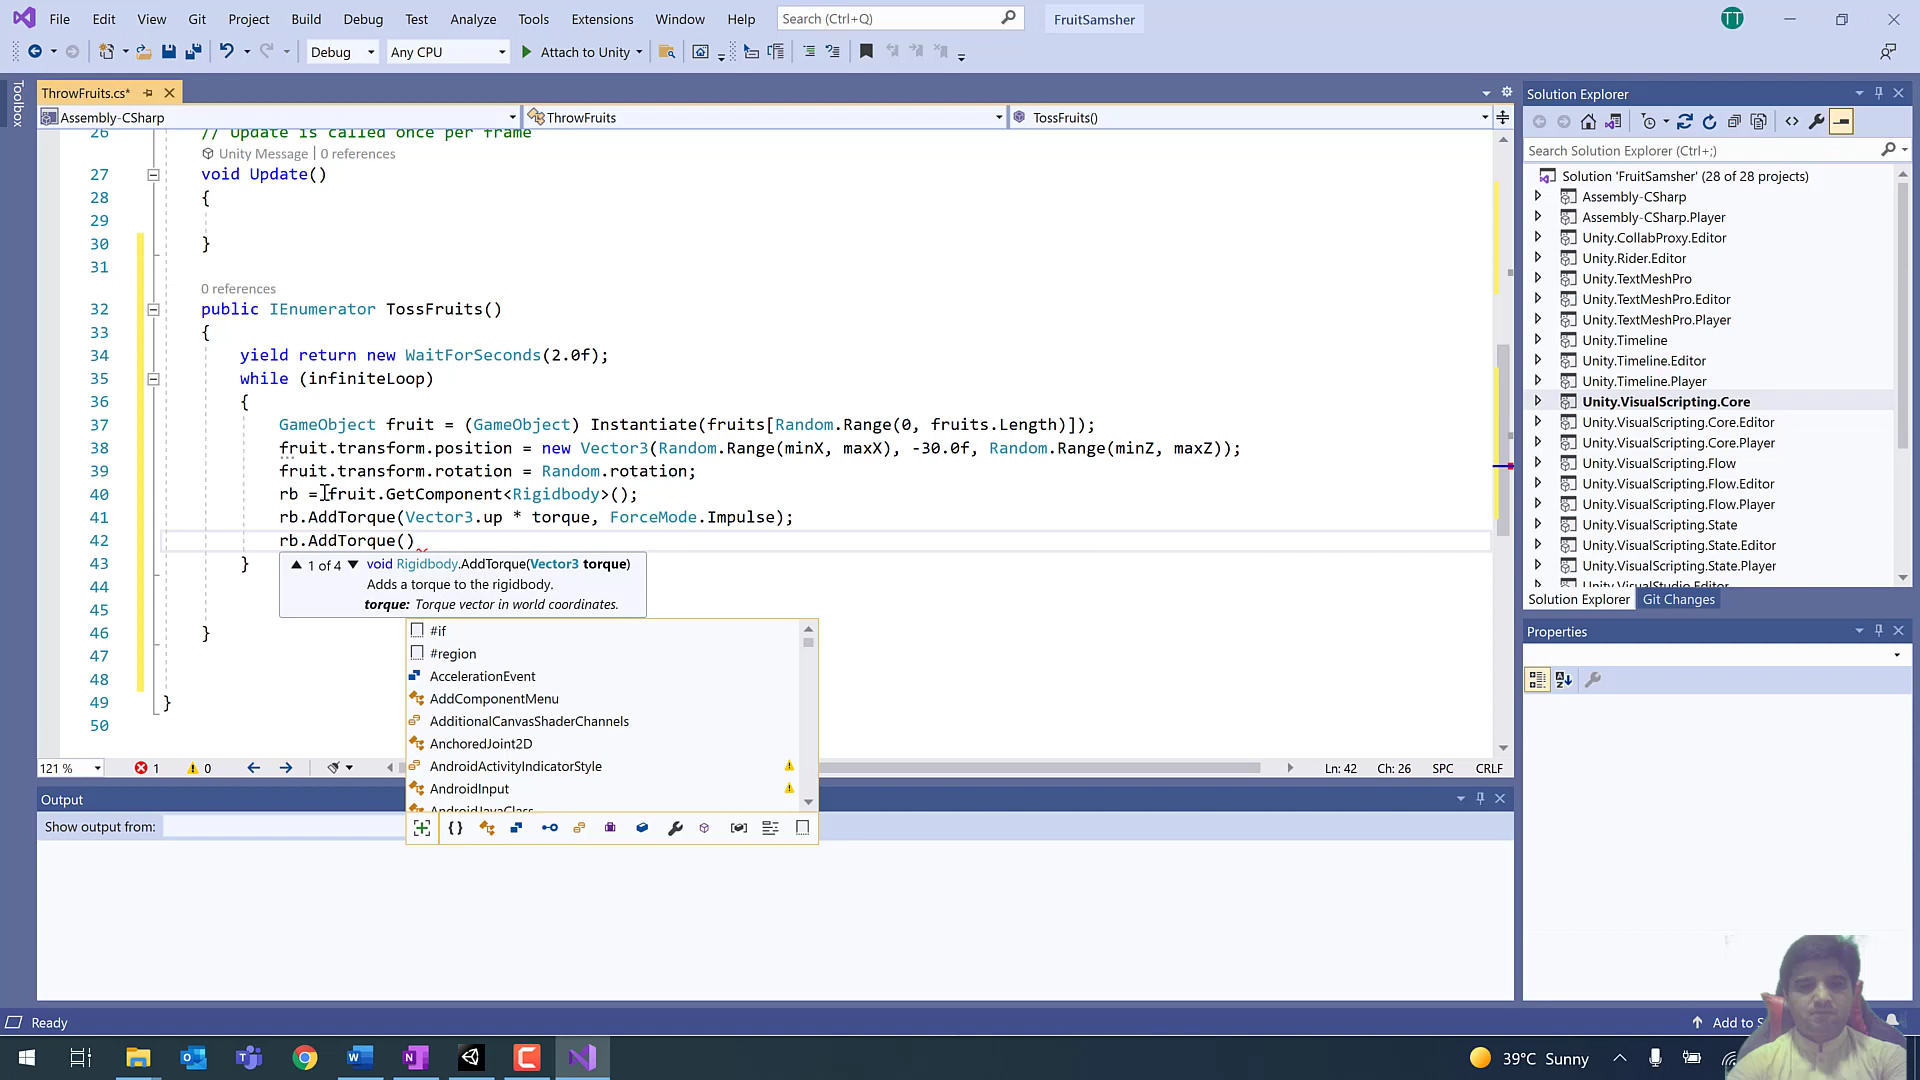 File Edit View Git Project Build Debug Test Analyze Tools Extensions Window Help Search (Ctrl+Q) FruitSamsher TT
Debug Any CPU Attach to Unity
Toolbox
ThrowFruits.cs*
Assembly-CSharp ThrowFruits TossFruits()
26 // Update is called once per frame
Unity Message | 0 references
27 void Update()
28 {
29
30 }
31
0 references
32 public IEnumerator TossFruits()
33 {
34 yield return new WaitForSeconds(2.0f);
35 while (infiniteLoop)
36 {
37 GameObject fruit = (GameObject) Instantiate(fruits[Random.Range(0, fruits.Length)]);
38 fruit.transform.position = new Vector3(Random.Range(minX, maxX), -30.0f, Random.Range(minZ, maxZ));
39 fruit.transform.rotation = Random.rotation;
40 rb = fruit.GetComponent<Rigidbody>();
41 rb.AddTorque(Vector3.up * torque, ForceMode.Impulse);
42 rb.AddTorque()
43 }
44
45
46 }
47
48
49 }
50
1 of 4 void Rigidbody.AddTorque(Vector3 torque)
Adds a torque to the rigidbody.
torque: Torque vector in world coordinates.
#if
#region
AccelerationEvent
AddComponentMenu
AdditionalCanvasShaderChannels
AnchoredJoint2D
AndroidActivityIndicatorStyle
AndroidInput
AndroidJavaClass
121 % 1 0 Ln: 42 Ch: 26 SPC CRLF
Output
Show output from:
Solution Explorer
Search Solution Explorer (Ctrl+;)
Solution 'FruitSamsher' (28 of 28 projects)
Assembly-CSharp
Assembly-CSharp.Player
Unity.CollabProxy.Editor
Unity.Rider.Editor
Unity.TextMeshPro
Unity.TextMeshPro.Editor
Unity.TextMeshPro.Player
Unity.Timeline
Unity.Timeline.Editor
Unity.Timeline.Player
Unity.VisualScripting.Core
Unity.VisualScripting.Core.Editor
Unity.VisualScripting.Core.Player
Unity.VisualScripting.Flow
Unity.VisualScripting.Flow.Editor
Unity.VisualScripting.Flow.Player
Unity.VisualScripting.State
Unity.VisualScripting.State.Editor
Unity.VisualScripting.State.Player
Unity.VisualStudio.Editor
Solution Explorer Git Changes
Properties
Ready Add to S
39°C Sunny